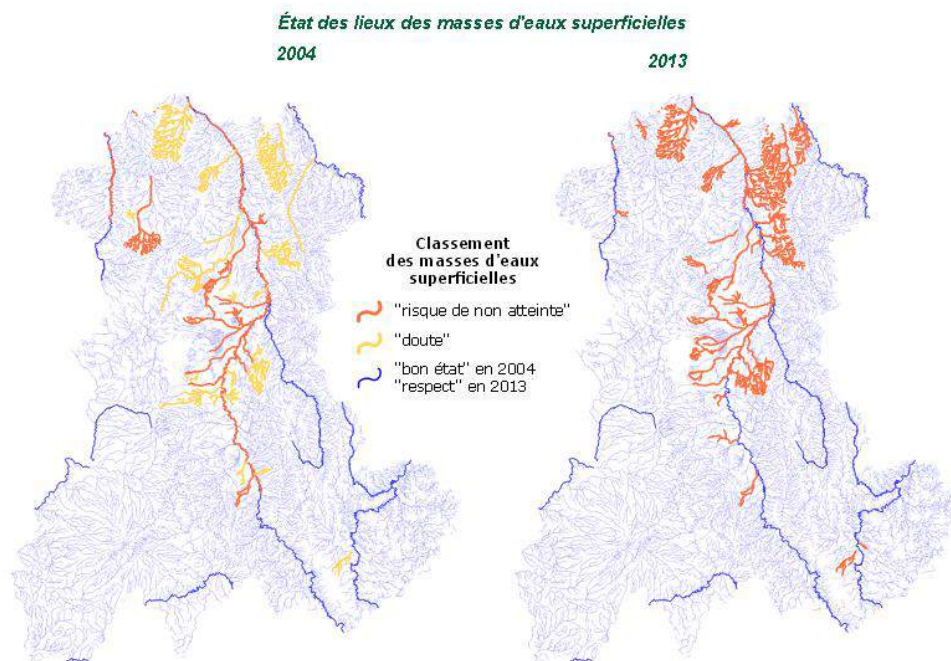 État des lieux des masses d'eaux superficielles
2004
2013
Classement
des masses d'eaux
superficielles
"risque de non atteinte"
"doute"
"bon état" en 2004
"respect" en 2013